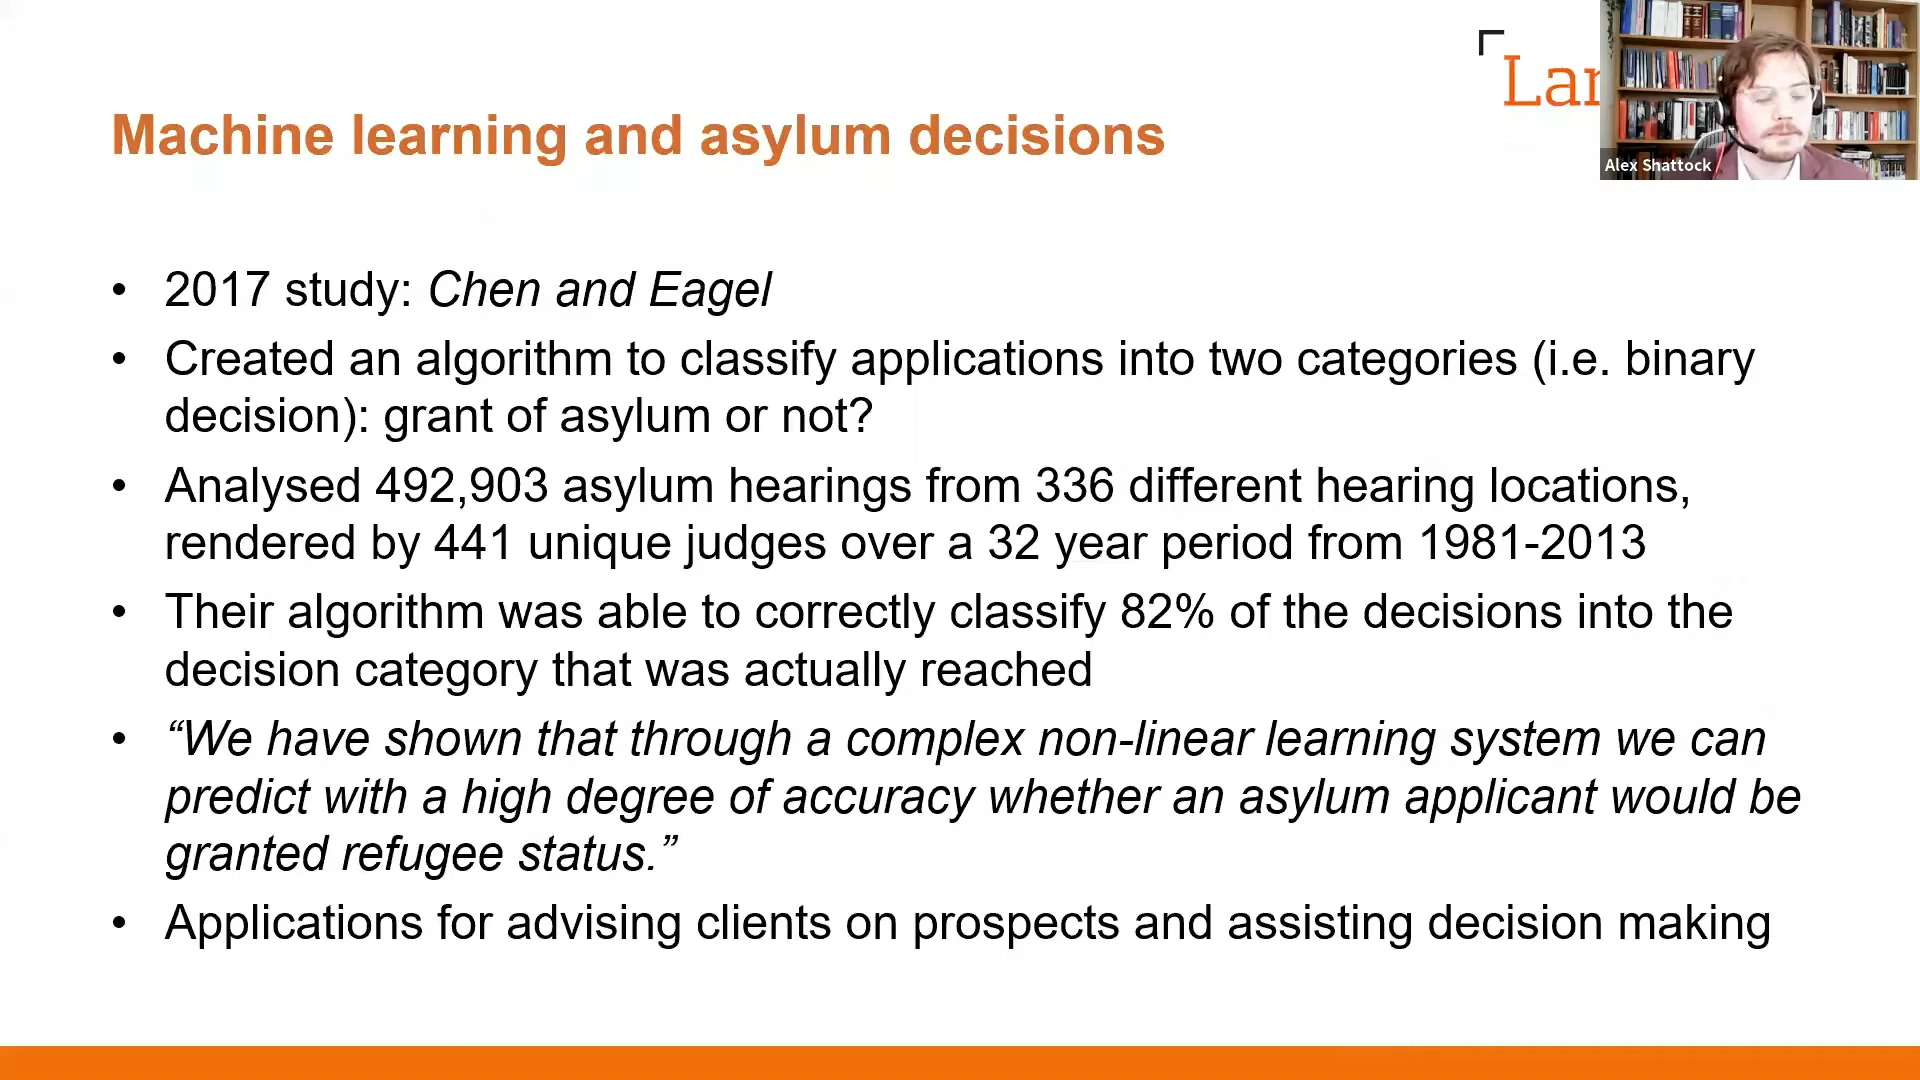 Lar
Alex Shattock
Machine learning and asylum decisions
• 2017 study: Chen and Eagel
• Created an algorithm to classify applications into two categories (i.e. binary
decision): grant of asylum or not?
• Analysed 492,903 asylum hearings from 336 different hearing locations,
rendered by 441 unique judges over a 32 year period from 1981-2013
• Their algorithm was able to correctly classify 82% of the decisions into the
decision category that was actually reached
• “We have shown that through a complex non-linear learning system we can
predict with a high degree of accuracy whether an asylum applicant would be
granted refugee status.”
• Applications for advising clients on prospects and assisting decision making